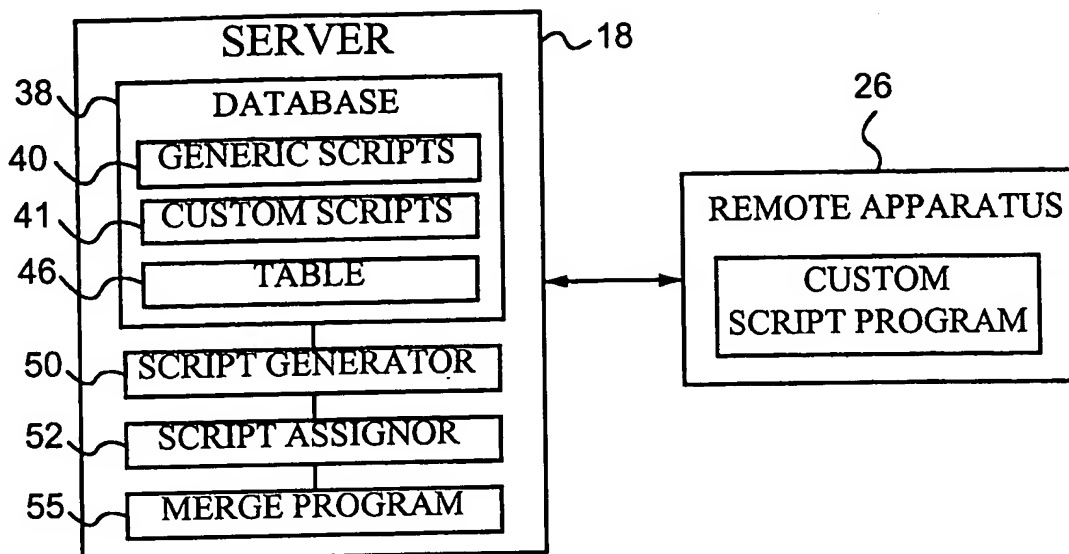 SERVER
18
38
DATABASE
40
GENERIC SCRIPTS
41
CUSTOM SCRIPTS
46
TABLE
50
SCRIPT GENERATOR
52
SCRIPT ASSIGNOR
55
MERGE PROGRAM
26
REMOTE APPARATUS
CUSTOM
SCRIPT PROGRAM